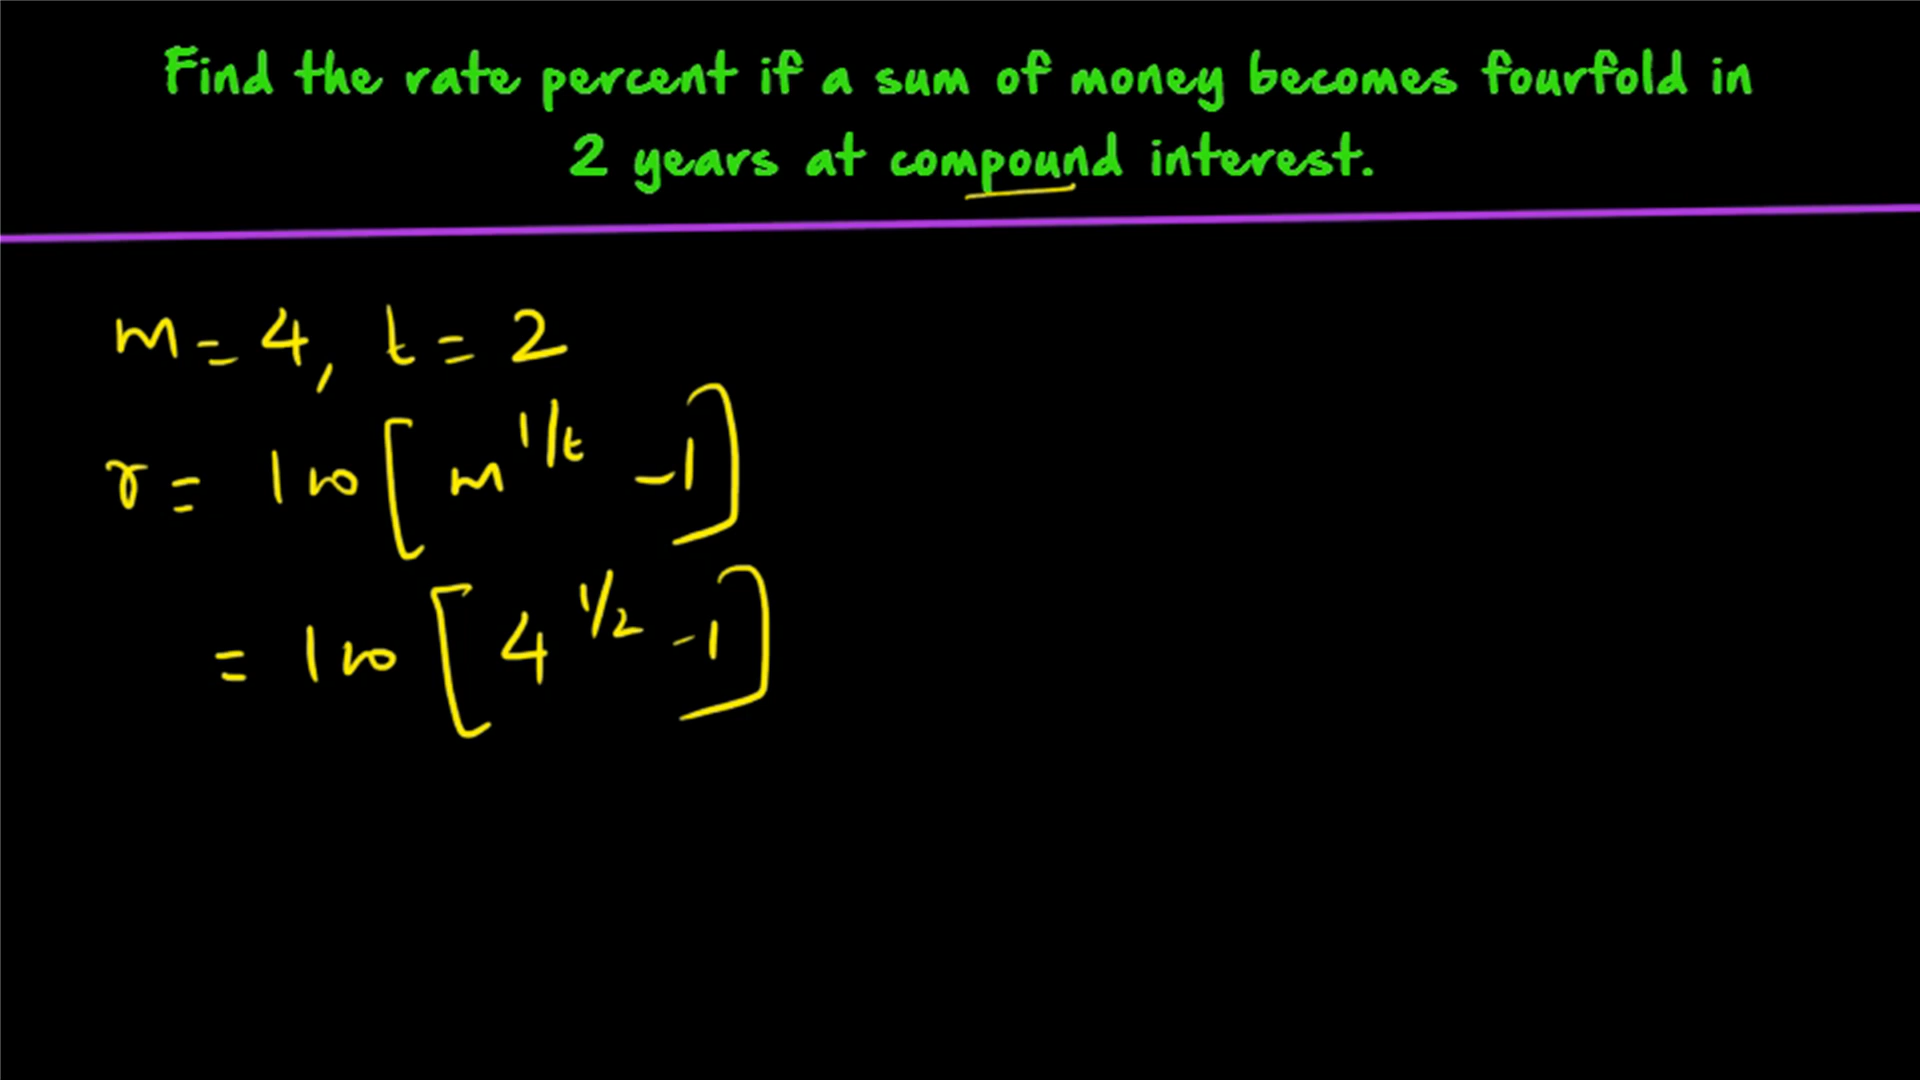 Find the rate percent if a sum of money becomes fourfold in
2 years at compound interest.
m = 4, t = 2
r = 100 [ m^1/t - 1 ]
= 100 [ 4^1/2 - 1 ]